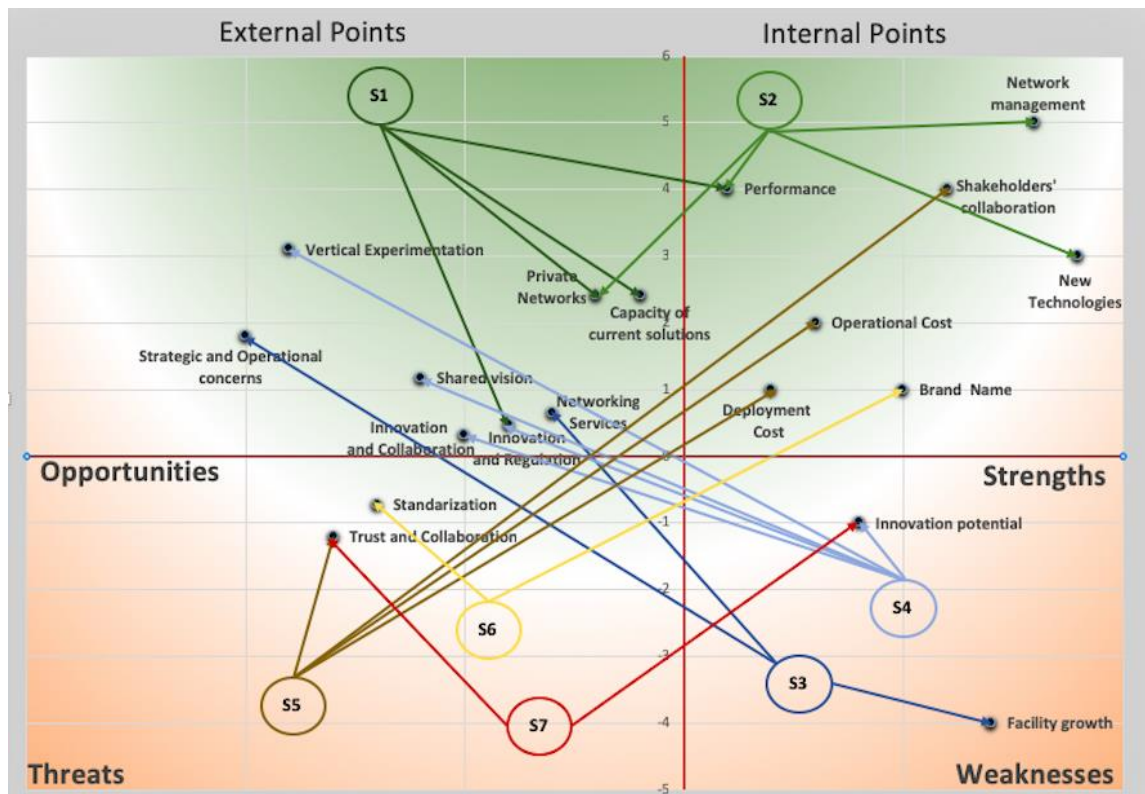 External Points
Internal Points
6
S1
S2
Network
management
5
4
Performance
Shakeholders'
collaboration
3
Vertical Experimentation
Private
Networks
New
Technologies
Capacity of
current solutions
2
Operational Cost
Strategic and Operational
concerns
Shared vision
1
Brand Name
Networking
Services
Deployment
Cost
Innovation
and Collaboration
Innovation
and Regulation
0
Opportunities
Strengths
Standarization
-1
Innovation potential
Trust and Collaboration
-2
S4
S6
-3
S3
S5
S7
-4
Facility growth
Threats
Weaknesses
-5